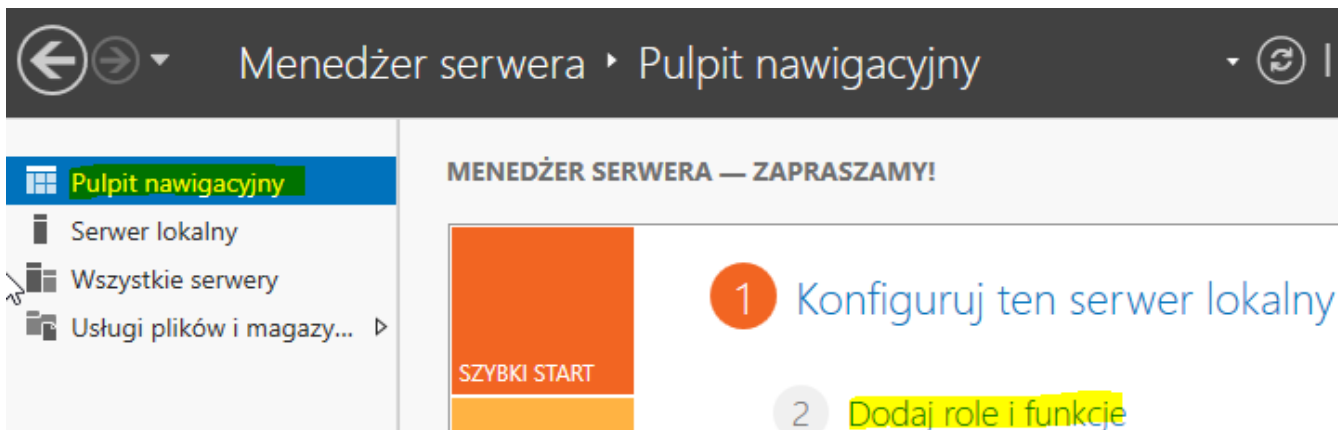 Menedżer serwera ‣ Pulpit nawigacyjny
Pulpit nawigacyjny
Serwer lokalny
Wszystkie serwery
Usługi plików i magazy...
MENEDŻER SERWERA — ZAPRASZAMY!
1 Konfiguruj ten serwer lokalny
SZYBKI START
2 Dodaj role i funkcje